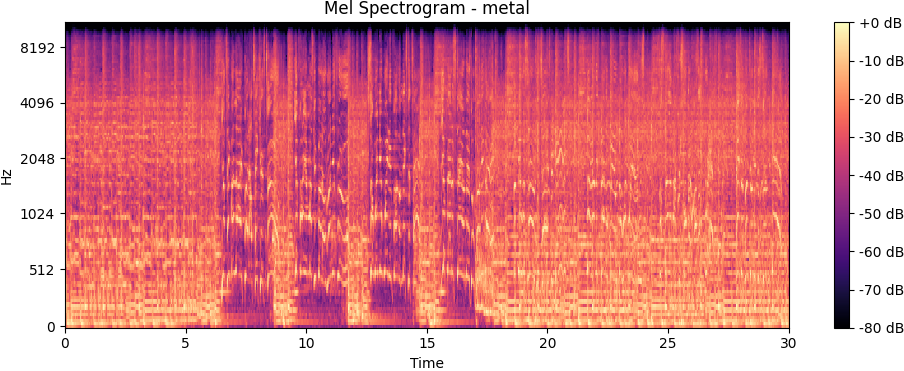 Mel Spectrogram - metal
Hz
8192
4096
2048
1024
512
0
0 5 10 15 20 25 30
Time
+0 dB
-10 dB
-20 dB
-30 dB
-40 dB
-50 dB
-60 dB
-70 dB
-80 dB